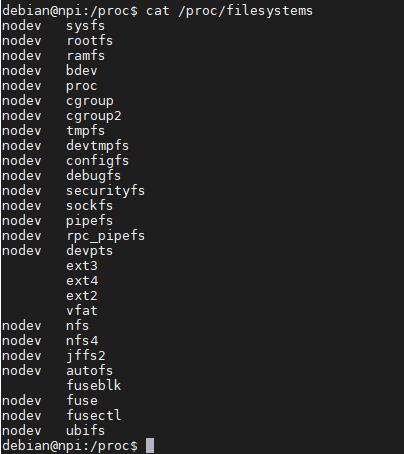 debian@npi:/proc$ cat /proc/filesystems
nodev   sysfs
nodev   rootfs
nodev   ramfs
nodev   bdev
nodev   proc
nodev   cgroup
nodev   cgroup2
nodev   tmpfs
nodev   devtmpfs
nodev   configfs
nodev   debugfs
nodev   securityfs
nodev   sockfs
nodev   pipefs
nodev   rpc_pipefs
nodev   devpts
        ext3
        ext4
        ext2
        vfat
nodev   nfs
nodev   nfs4
nodev   jffs2
nodev   autofs
        fuseblk
nodev   fuse
nodev   fusectl
nodev   ubifs
debian@npi:/proc$